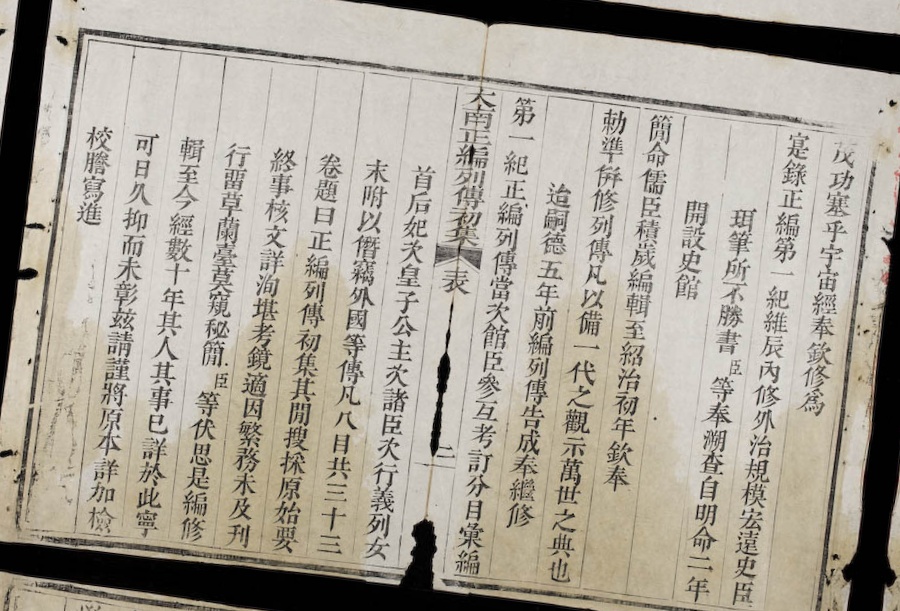 茂功塞乎宇宙經奉欽修爲
寔錄正編第一紀維辰內修外治規模宏遠史臣
珥筆所不勝書臣等奉溯查自明命二年
開設史館
簡命儒臣積歲編輯至紹治初年欽奉
勅準併修列傳凡以備一代之觀示萬世之典也
迨嗣德五年前編列傳告成奉繼修
第一紀正編列傳當次館臣參互考訂分目彙編
大南正編列傳初集 表 二
首后妃次皇子公主次諸臣次行義列女
末附以僭竊外國等傳凡八目共三十三
卷題曰正編列傳初集其閒搜採原始要
終事核文詳洵堪考鏡適因繁務未及刊
行留草蘭臺莫窺秘簡臣等伏思是編修
輯至今經數十年其人其事已詳於此寧
可日久抑而未彰玆請謹將原本詳加檢
校謄寫進